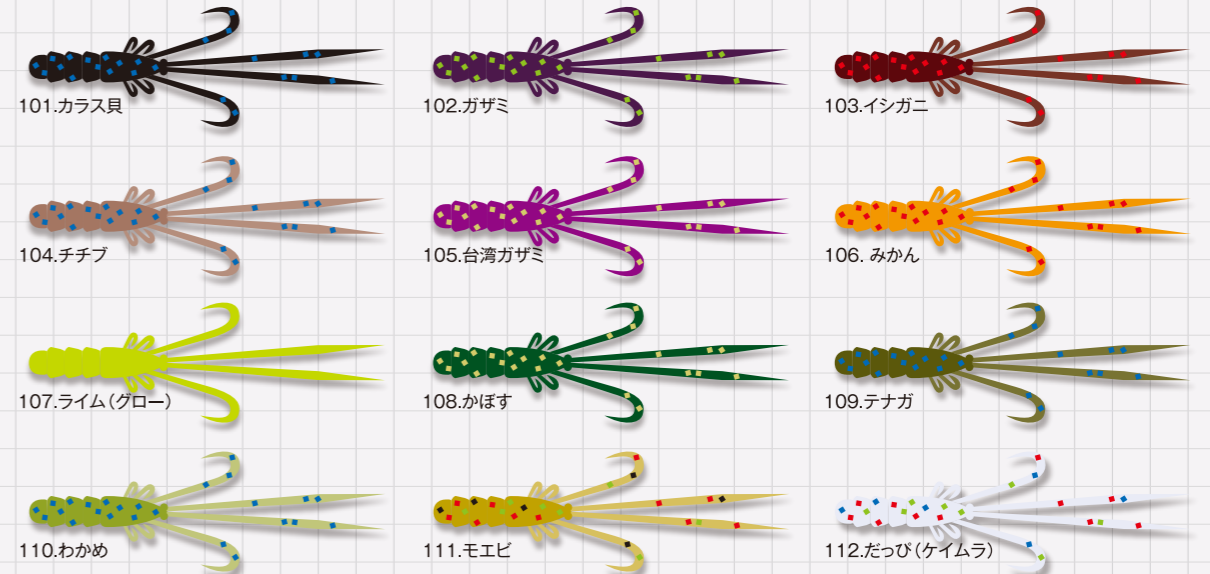 101.カラス貝
102.ガザミ
103.イシガニ
104.チチブ
105.台湾ガザミ
106. みかん
107.ライム（グロー）
108.かぼす
109.テナガ
110.わかめ
111.モエビ
112.だっぴ（ケイムラ）